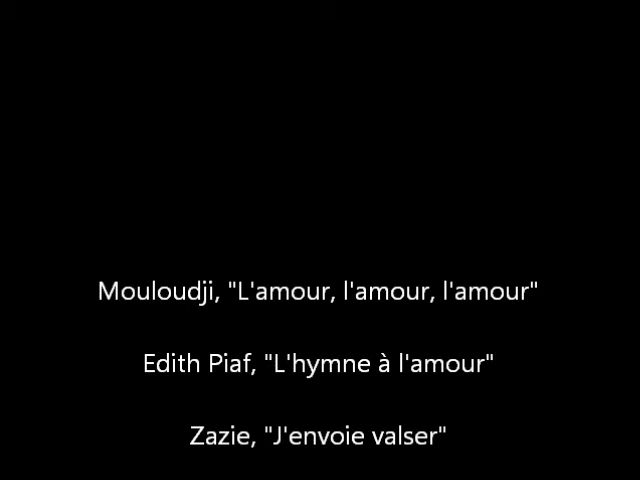 Mouloudji, "L'amour, l'amour, l'amour"
Edith Piaf, "L'hymne à l'amour"
Zazie, "J'envoie valser"